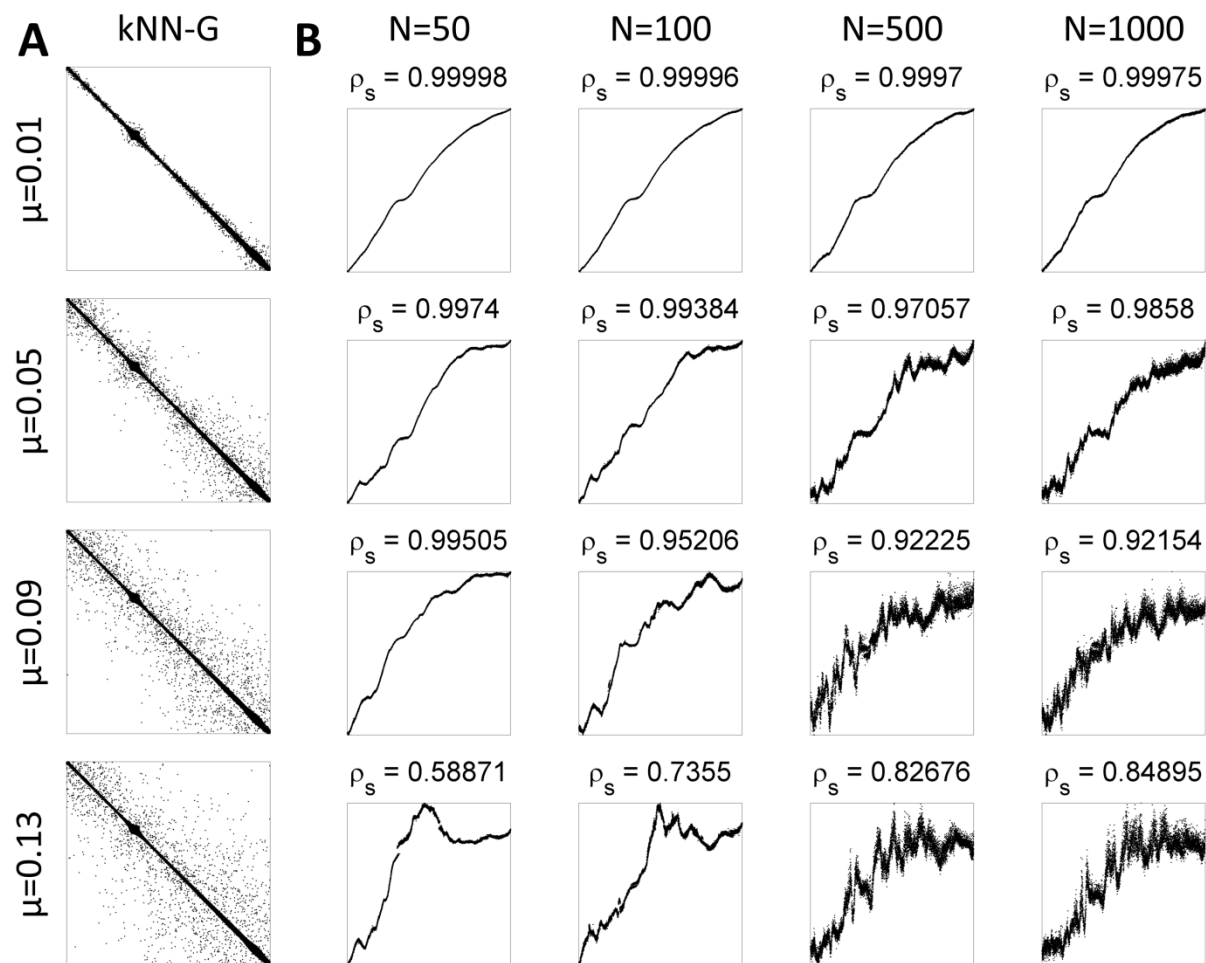 A kNN-G B N=50 N=100 N=500 N=1000
μ=0.01
ρs = 0.99998 ρs = 0.99996 ρs = 0.9997 ρs = 0.99975
μ=0.05
ρs = 0.9974 ρs = 0.99384 ρs = 0.97057 ρs = 0.9858
μ=0.09
ρs = 0.99505 ρs = 0.95206 ρs = 0.92225 ρs = 0.92154
μ=0.13
ρs = 0.58871 ρs = 0.7355 ρs = 0.82676 ρs = 0.84895